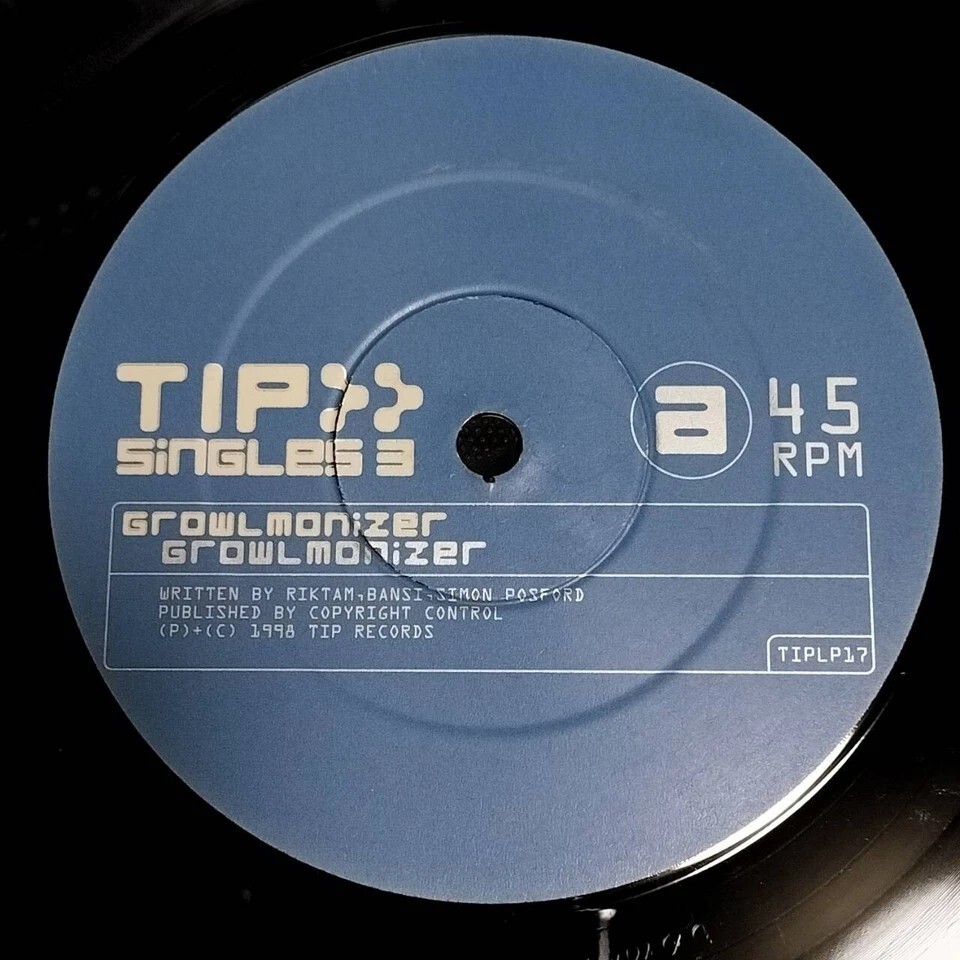 TIP
SiNGLeS 3
a
45
RPM
GrOWLMONiZer
GrOWLMONiZer
WRITTEN BY RIKTAM,BANSI,SIMON POSFORD
PUBLISHED BY COPYRIGHT CONTROL
(P)+(C) 1998 TIP RECORDS
TIPLP17